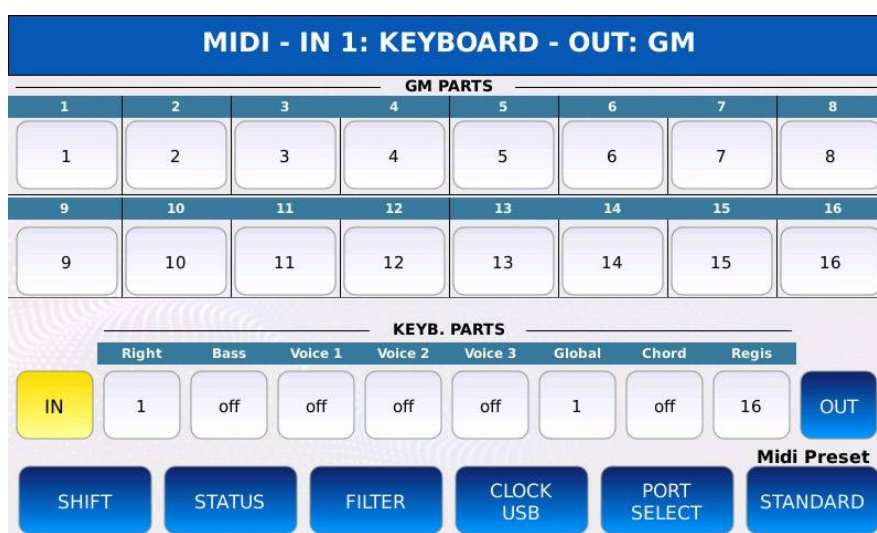 MIDI - IN 1: KEYBOARD - OUT: GM
GM PARTS
1 2 3 4 5 6 7 8
1 2 3 4 5 6 7 8
9 10 11 12 13 14 15 16
9 10 11 12 13 14 15 16
KEYB. PARTS
Right Bass Voice 1 Voice 2 Voice 3 Global Chord Regis
IN 1 off off off off 1 off 16 OUT
Midi Preset
SHIFT STATUS FILTER CLOCK USB PORT SELECT STANDARD